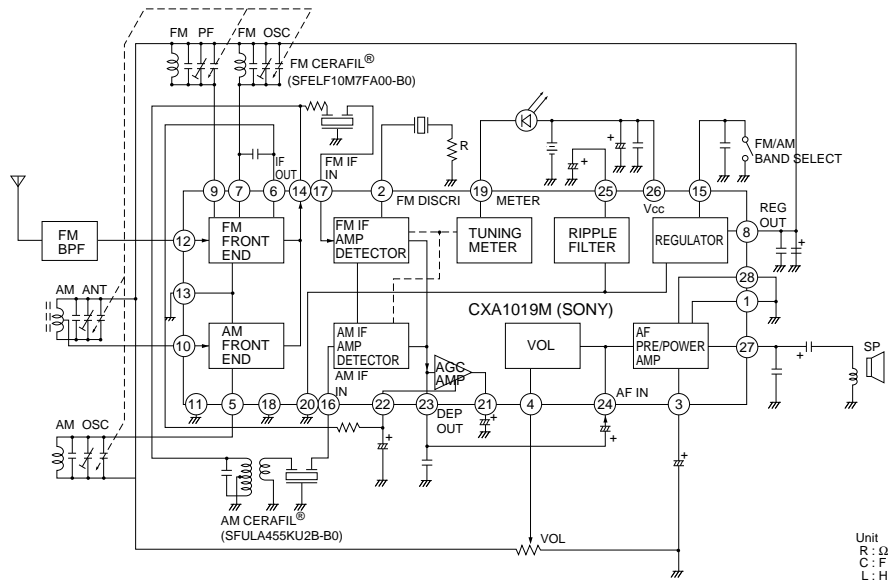 FM PF FM OSC
FM CERAFIL®
(SFELF10M7FA00-B0)
IF OUT
FM IF IN
R
FM/AM
BAND SELECT
9
7
6
14
17
2
FM DISCRI
19
METER
25
26
Vcc
15
FM BPF
12
FM FRONT END
FM IF AMP DETECTOR
TUNING METER
RIPPLE FILTER
REGULATOR
8
REG OUT
28
13
AM ANT
CXA1019M (SONY)
1
10
AM FRONT END
AM IF AMP DETECTOR
VOL
AF PRE/POWER AMP
27
SP
AGC AMP
AM IF IN
11
5
18
20
16
22
23
DEP OUT
21
4
24
AF IN
3
AM OSC
AM CERAFIL®
(SFULA455KU2B-B0)
VOL
Unit
R : Ω
C : F
L : H